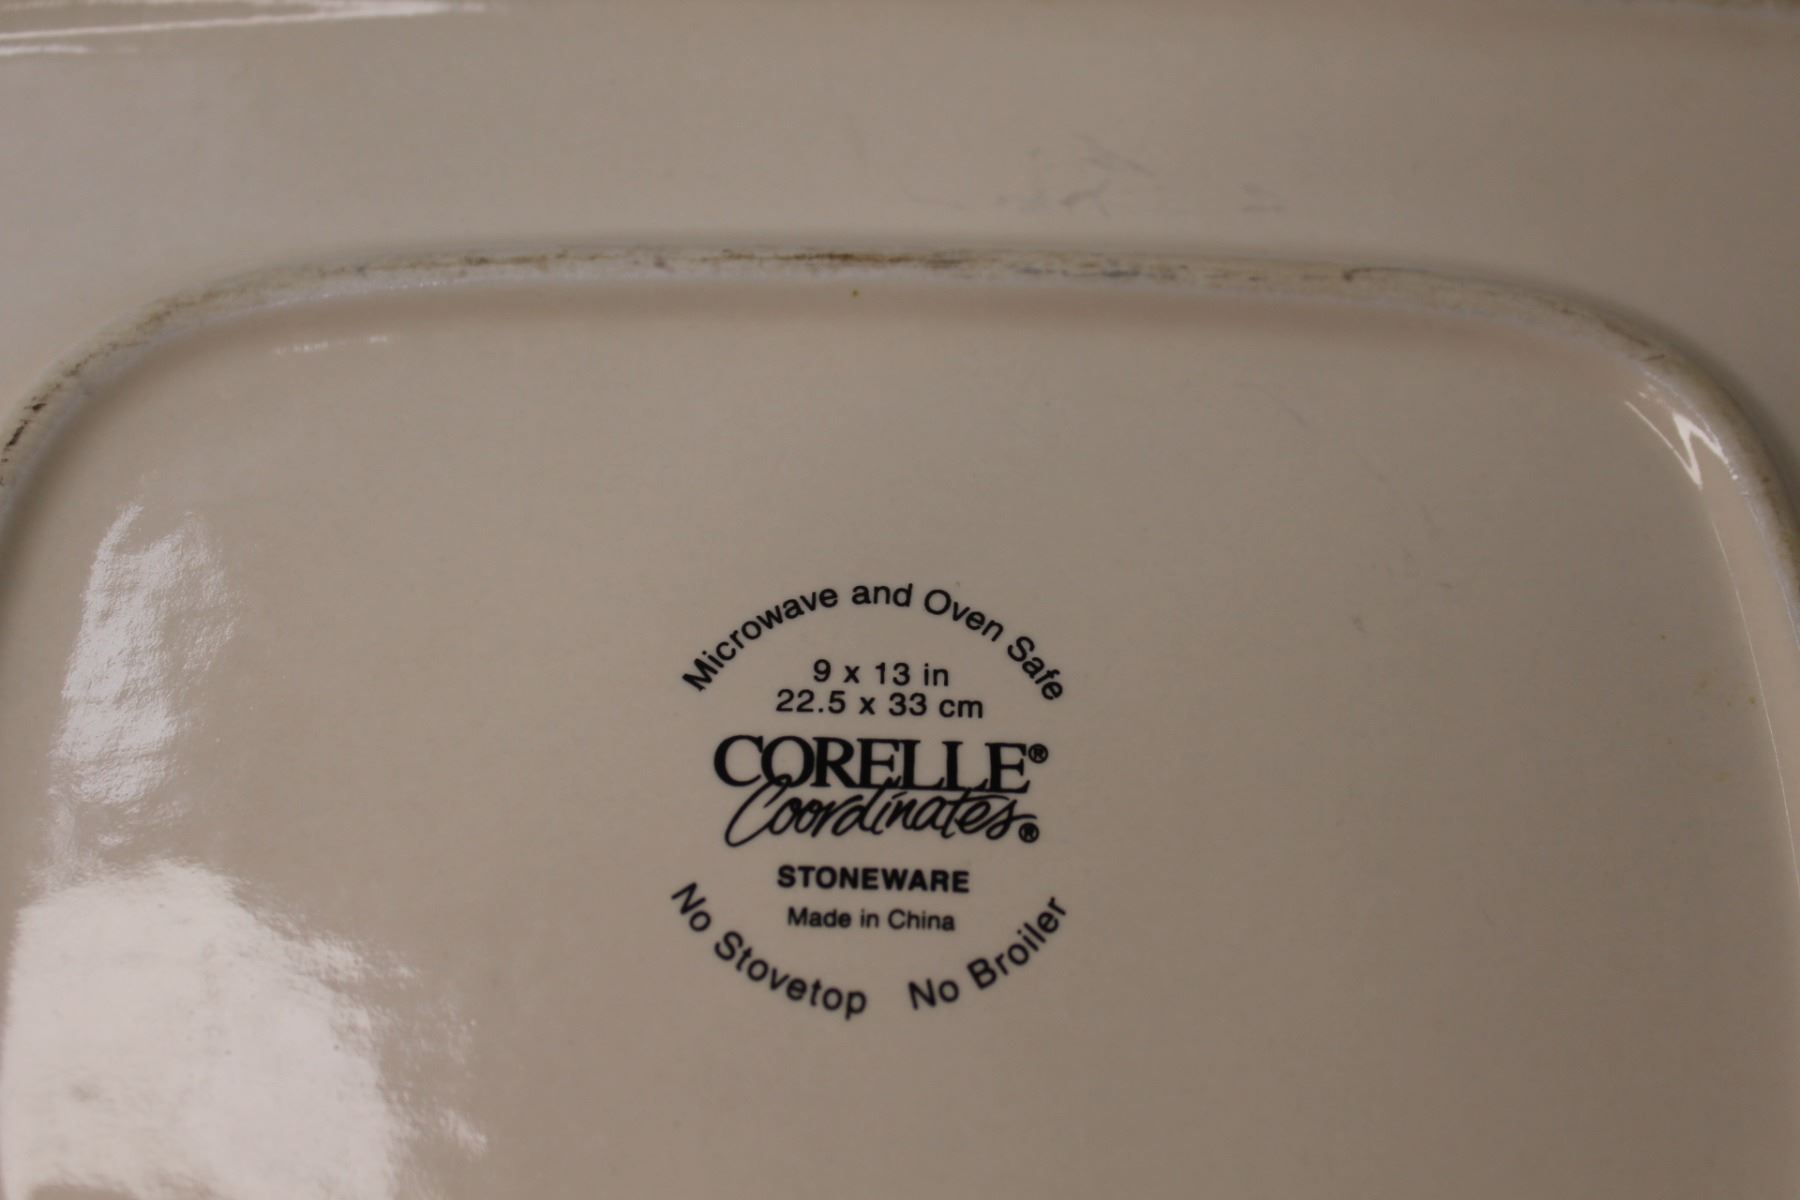 Microwave and Oven Safe
9 x 13 in
22.5 x 33 cm
CORELLE®
Coordinates®
STONEWARE
Made in China
No Stovetop No Broiler